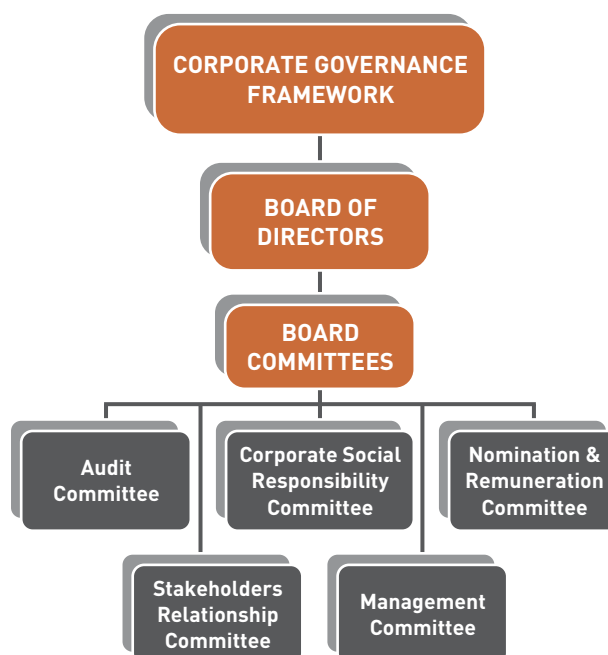 CORPORATE GOVERNANCE
FRAMEWORK
BOARD OF
DIRECTORS
BOARD
COMMITTEES
Audit
Committee
Corporate Social
Responsibility
Committee
Nomination &
Remuneration
Committee
Stakeholders
Relationship
Committee
Management
Committee